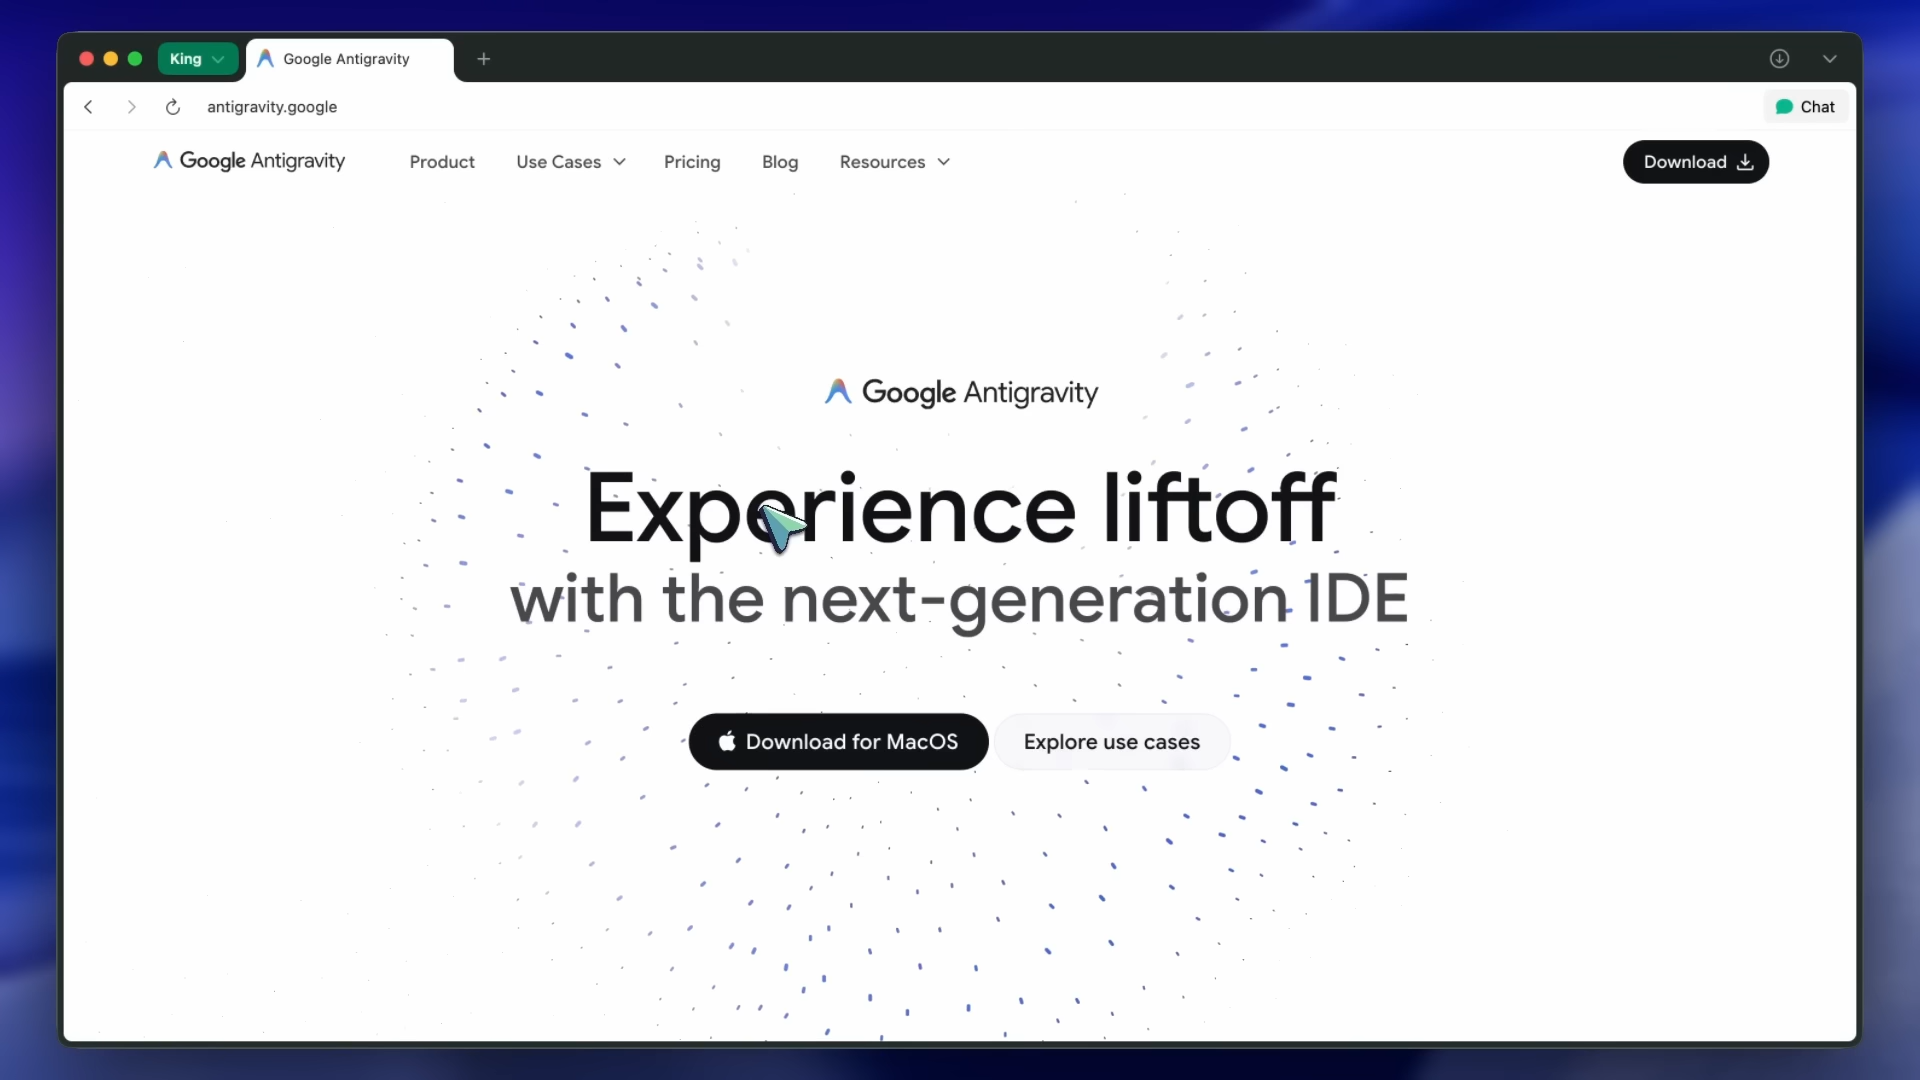 King
Google Antigravity
antigravity.google
Chat
Google Antigravity
Product
Use Cases
Pricing
Blog
Resources
Download
Google Antigravity
Experience liftoff
with the next-generation IDE
Download for MacOS
Explore use cases